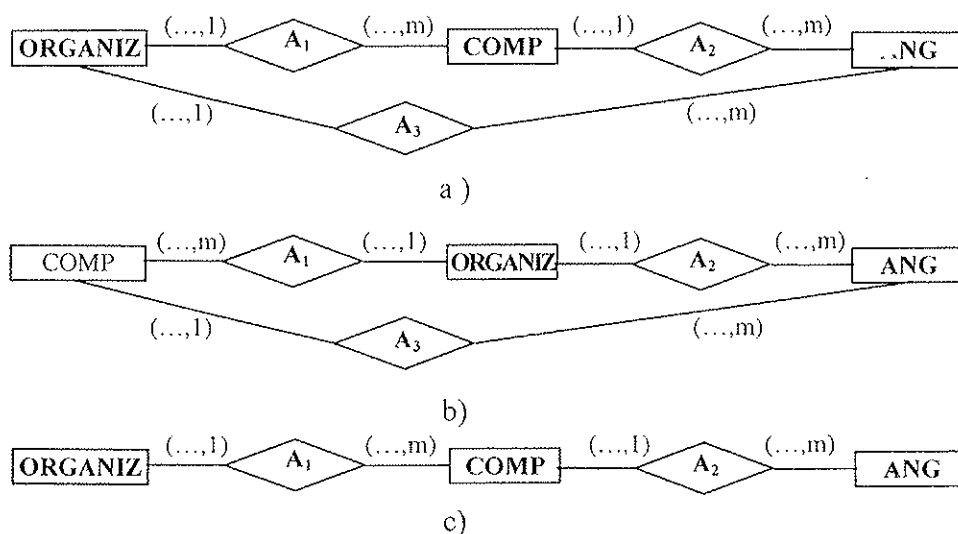 (...,1) A1 (...,m) (...,1) A2 (...,m)
ORGANIZ COMP NG
(...,1) A3 (...,m)
a )
(...,m) A1 (...,1) (...,1) A2 (...,m)
COMP ORGANIZ ANG
(...,1) A3 (...,m)
b)
(...,1) A1 (...,m) (...,1) A2 (...,m)
ORGANIZ COMP ANG
c)